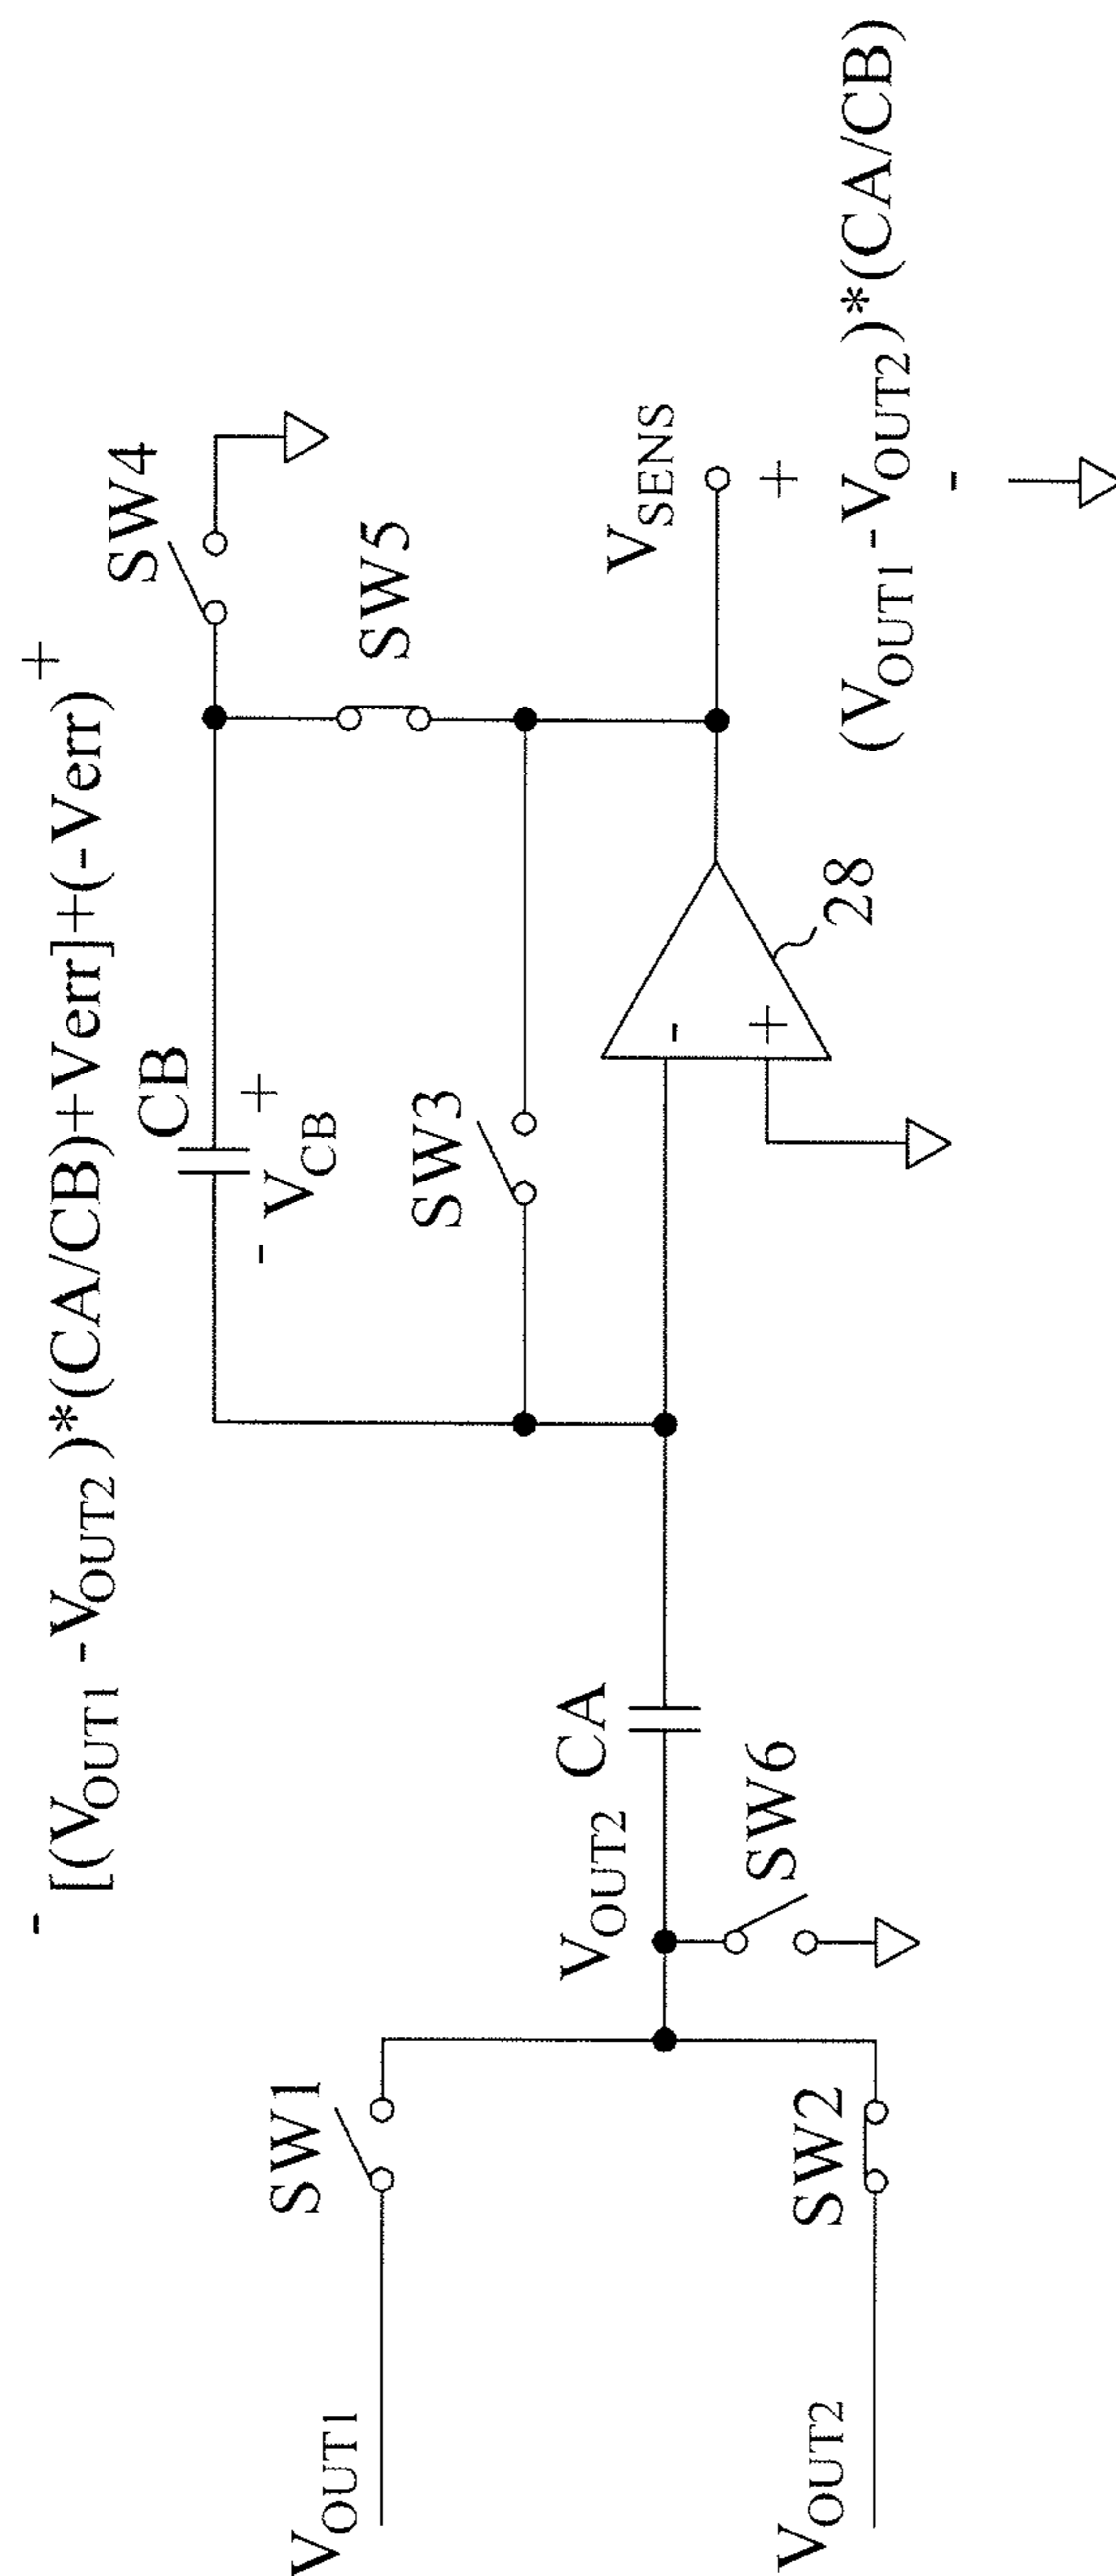 - [(VOUT1 -VOUT2)*(CA/CB)+Verr]+(-Verr) +
CB
- VCB +
SW4
SW5
SW3
SW1
VOUT1
VOUT2
CA
VSENS
-
+
28
+
(VOUT1 -VOUT2)*(CA/CB)
-
SW6
SW2
VOUT2